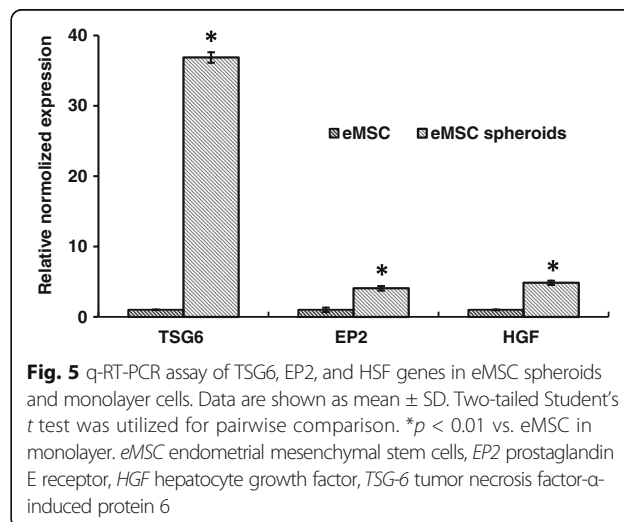 *
40
30
20
10
0
Relative normalized expression
eMSC
eMSC spheroids
*
*
TSG6
EP2
HGF
Fig. 5 q-RT-PCR assay of TSG6, EP2, and HSF genes in eMSC spheroids
and monolayer cells. Data are shown as mean ± SD. Two-tailed Student's
t test was utilized for pairwise comparison. *p < 0.01 vs. eMSC in
monolayer. eMSC endometrial mesenchymal stem cells, EP2 prostaglandin
E receptor, HGF hepatocyte growth factor, TSG-6 tumor necrosis factor-α-
induced protein 6